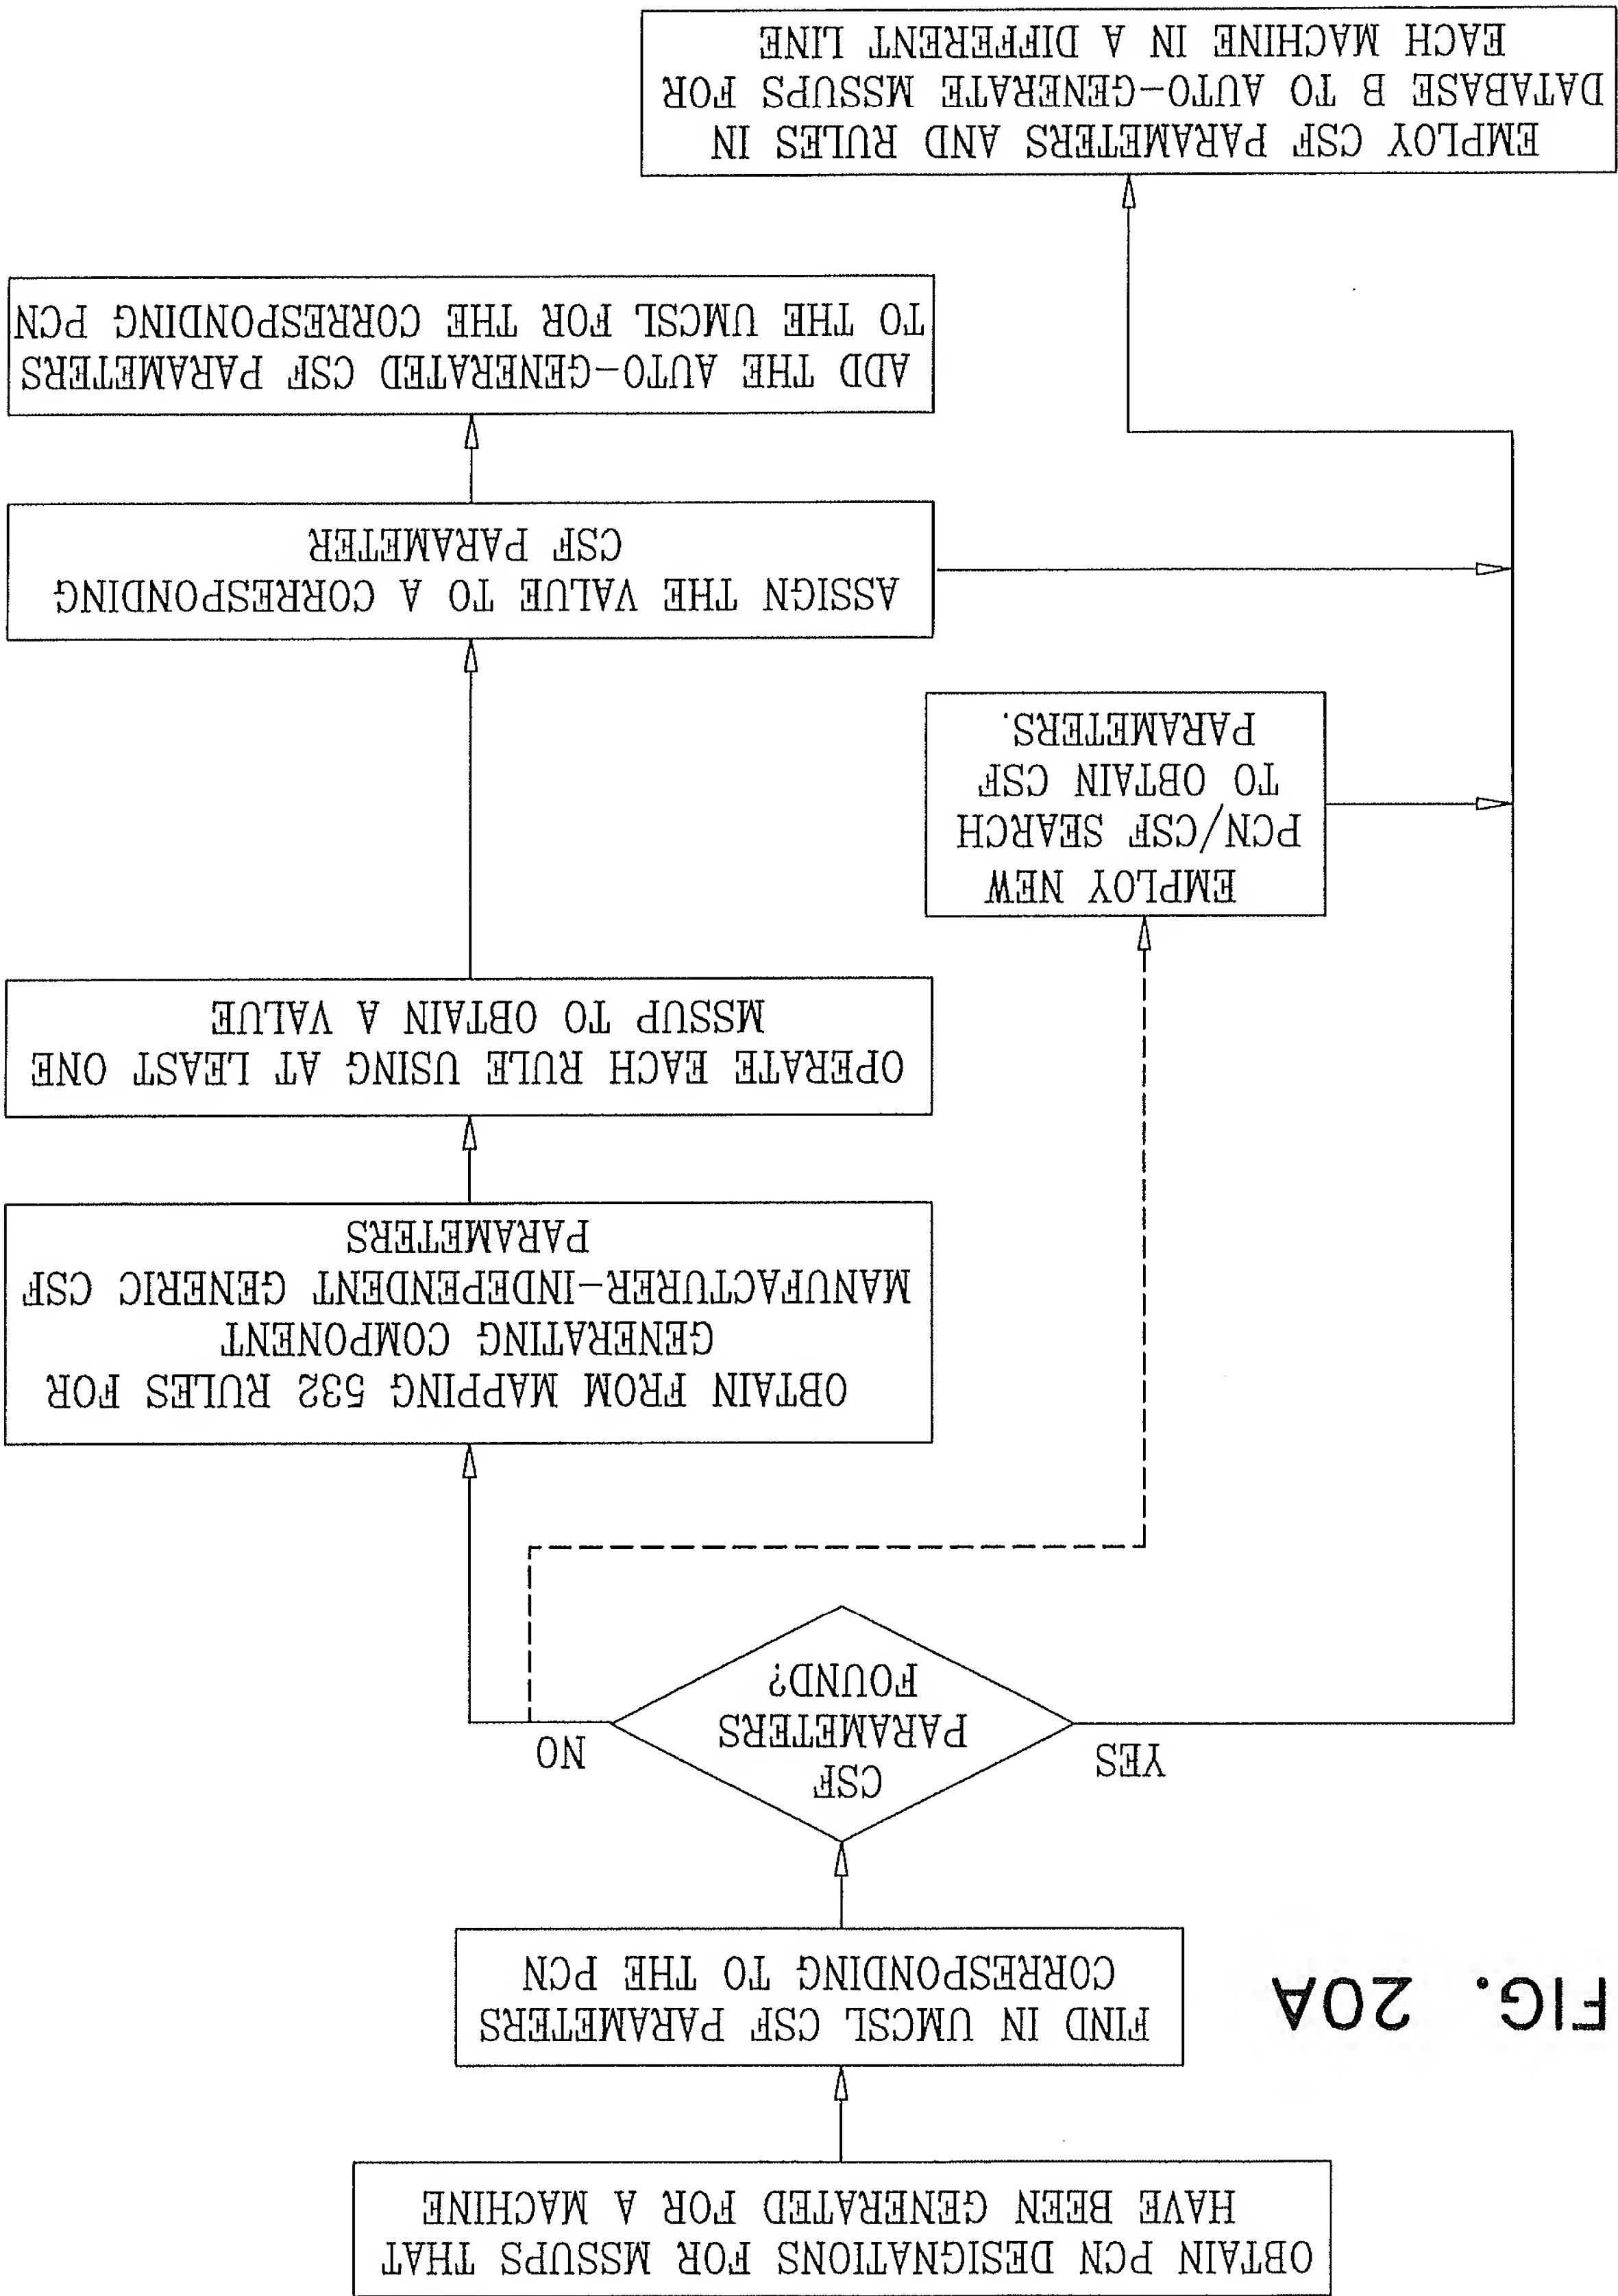 FIG. 20A
OBTAIN PCN DESIGNATIONS FOR MSSUPS THAT
HAVE BEEN GENERATED FOR A MACHINE
FIND IN UMCSL CSF PARAMETERS
CORRESPONDING TO THE PCN
CSF
PARAMETERS
FOUND?
YES
NO
OBTAIN FROM MAPPING 532 RULES FOR
GENERATING COMPONENT
MANUFACTURER-INDEPENDENT GENERIC CSF
PARAMETERS
OPERATE EACH RULE USING AT LEAST ONE
MSSUP TO OBTAIN A VALUE
EMPLOY NEW
PCN/CSF SEARCH
TO OBTAIN CSF
PARAMETERS.
ASSIGN THE VALUE TO A CORRESPONDING
CSF PARAMETER
ADD THE AUTO-GENERATED CSF PARAMETERS
TO THE UMCSL FOR THE CORRESPONDING PCN
EMPLOY CSF PARAMETERS AND RULES IN
DATABASE B TO AUTO-GENERATE MSSUPS FOR
EACH MACHINE IN A DIFFERENT LINE